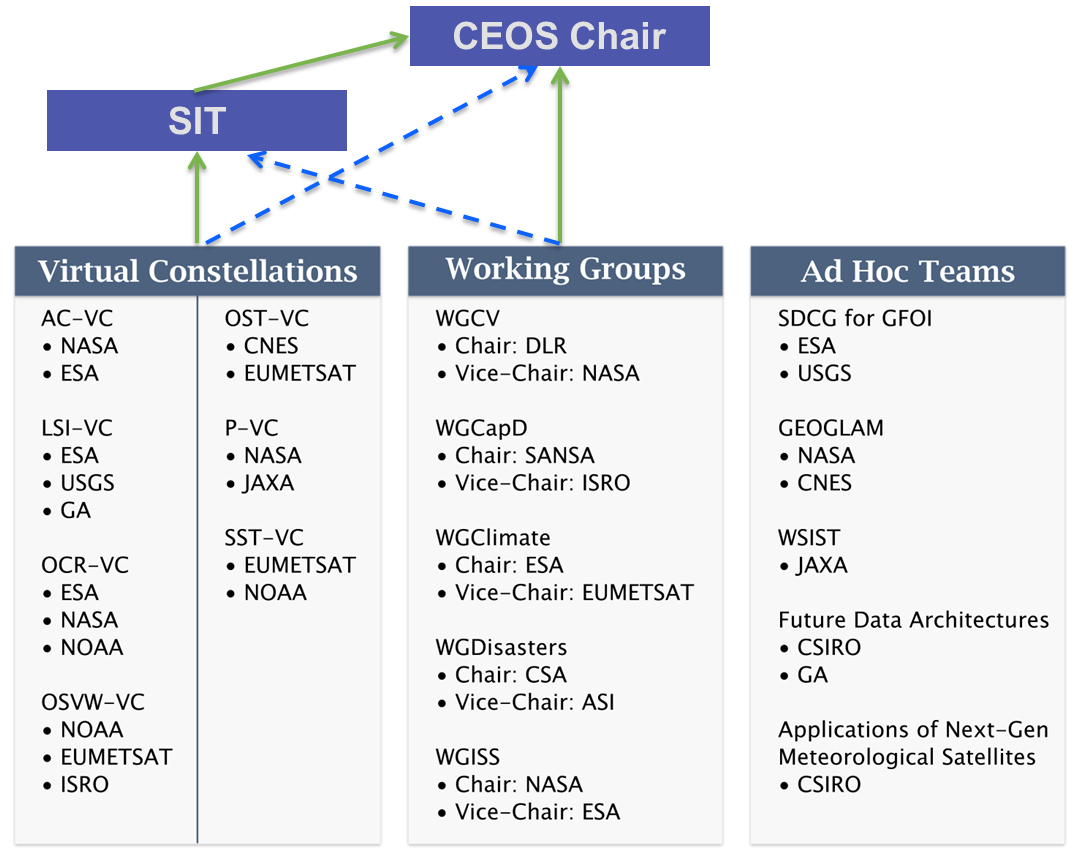 CEOS Chair
SIT
Virtual Constellations
AC-VC
• NASA
• ESA
LSI-VC
• ESA
• USGS
• GA
OCR-VC
• ESA
• NASA
• NOAA
OSVW-VC
• NOAA
• EUMETSAT
• ISRO
OST-VC
• CNES
• EUMETSAT
P-VC
• NASA
• JAXA
SST-VC
• EUMETSAT
• NOAA
Working Groups
WGCV
• Chair: DLR
• Vice-Chair: NASA
WGCapD
• Chair: SANSA
• Vice-Chair: ISRO
WGClimate
• Chair: ESA
• Vice-Chair: EUMETSAT
WGDisasters
• Chair: CSA
• Vice-Chair: ASI
WGISS
• Chair: NASA
• Vice-Chair: ESA
Ad Hoc Teams
SDCG for GFOI
• ESA
• USGS
GEOGLAM
• NASA
• CNES
WSIST
• JAXA
Future Data Architectures
• CSIRO
• GA
Applications of Next-Gen
Meteorological Satellites
• CSIRO